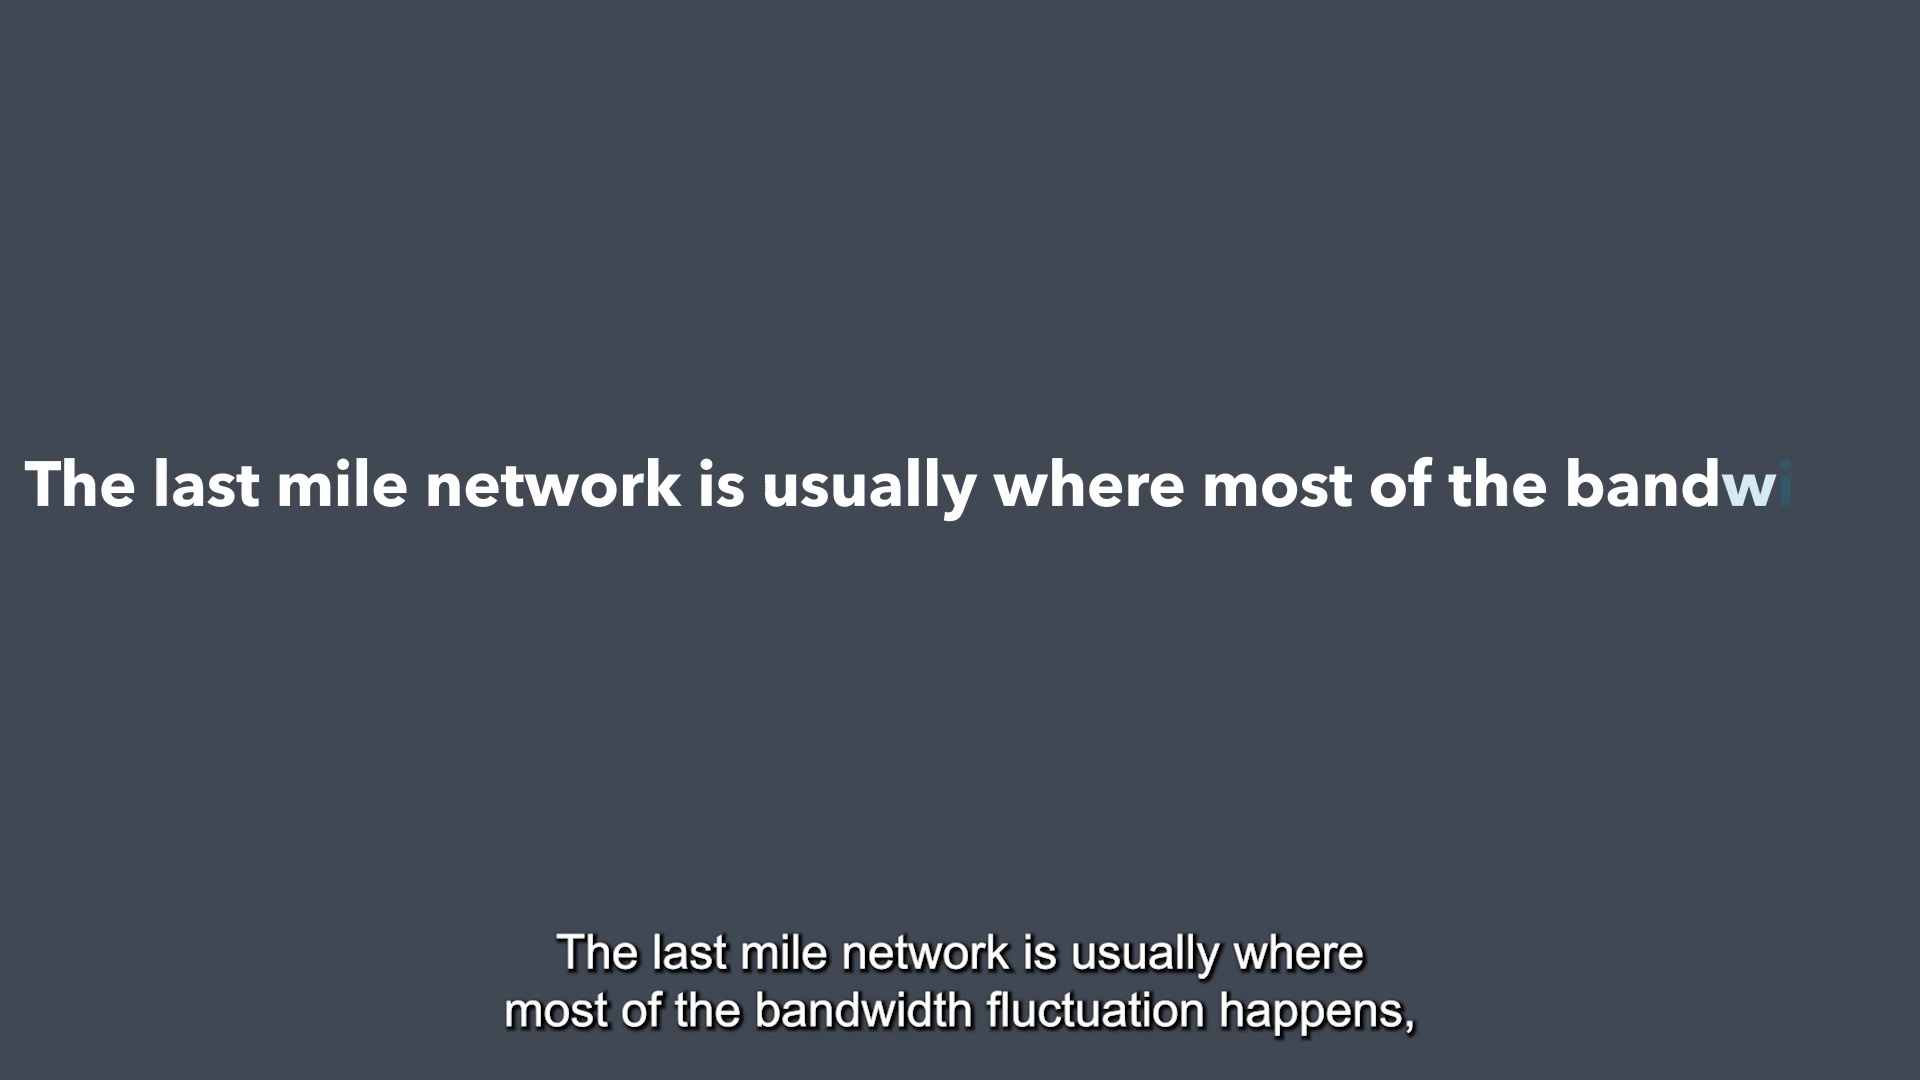 The last mile network is usually where most of the bandwi
The last mile network is usually where
most of the bandwidth fluctuation happens,